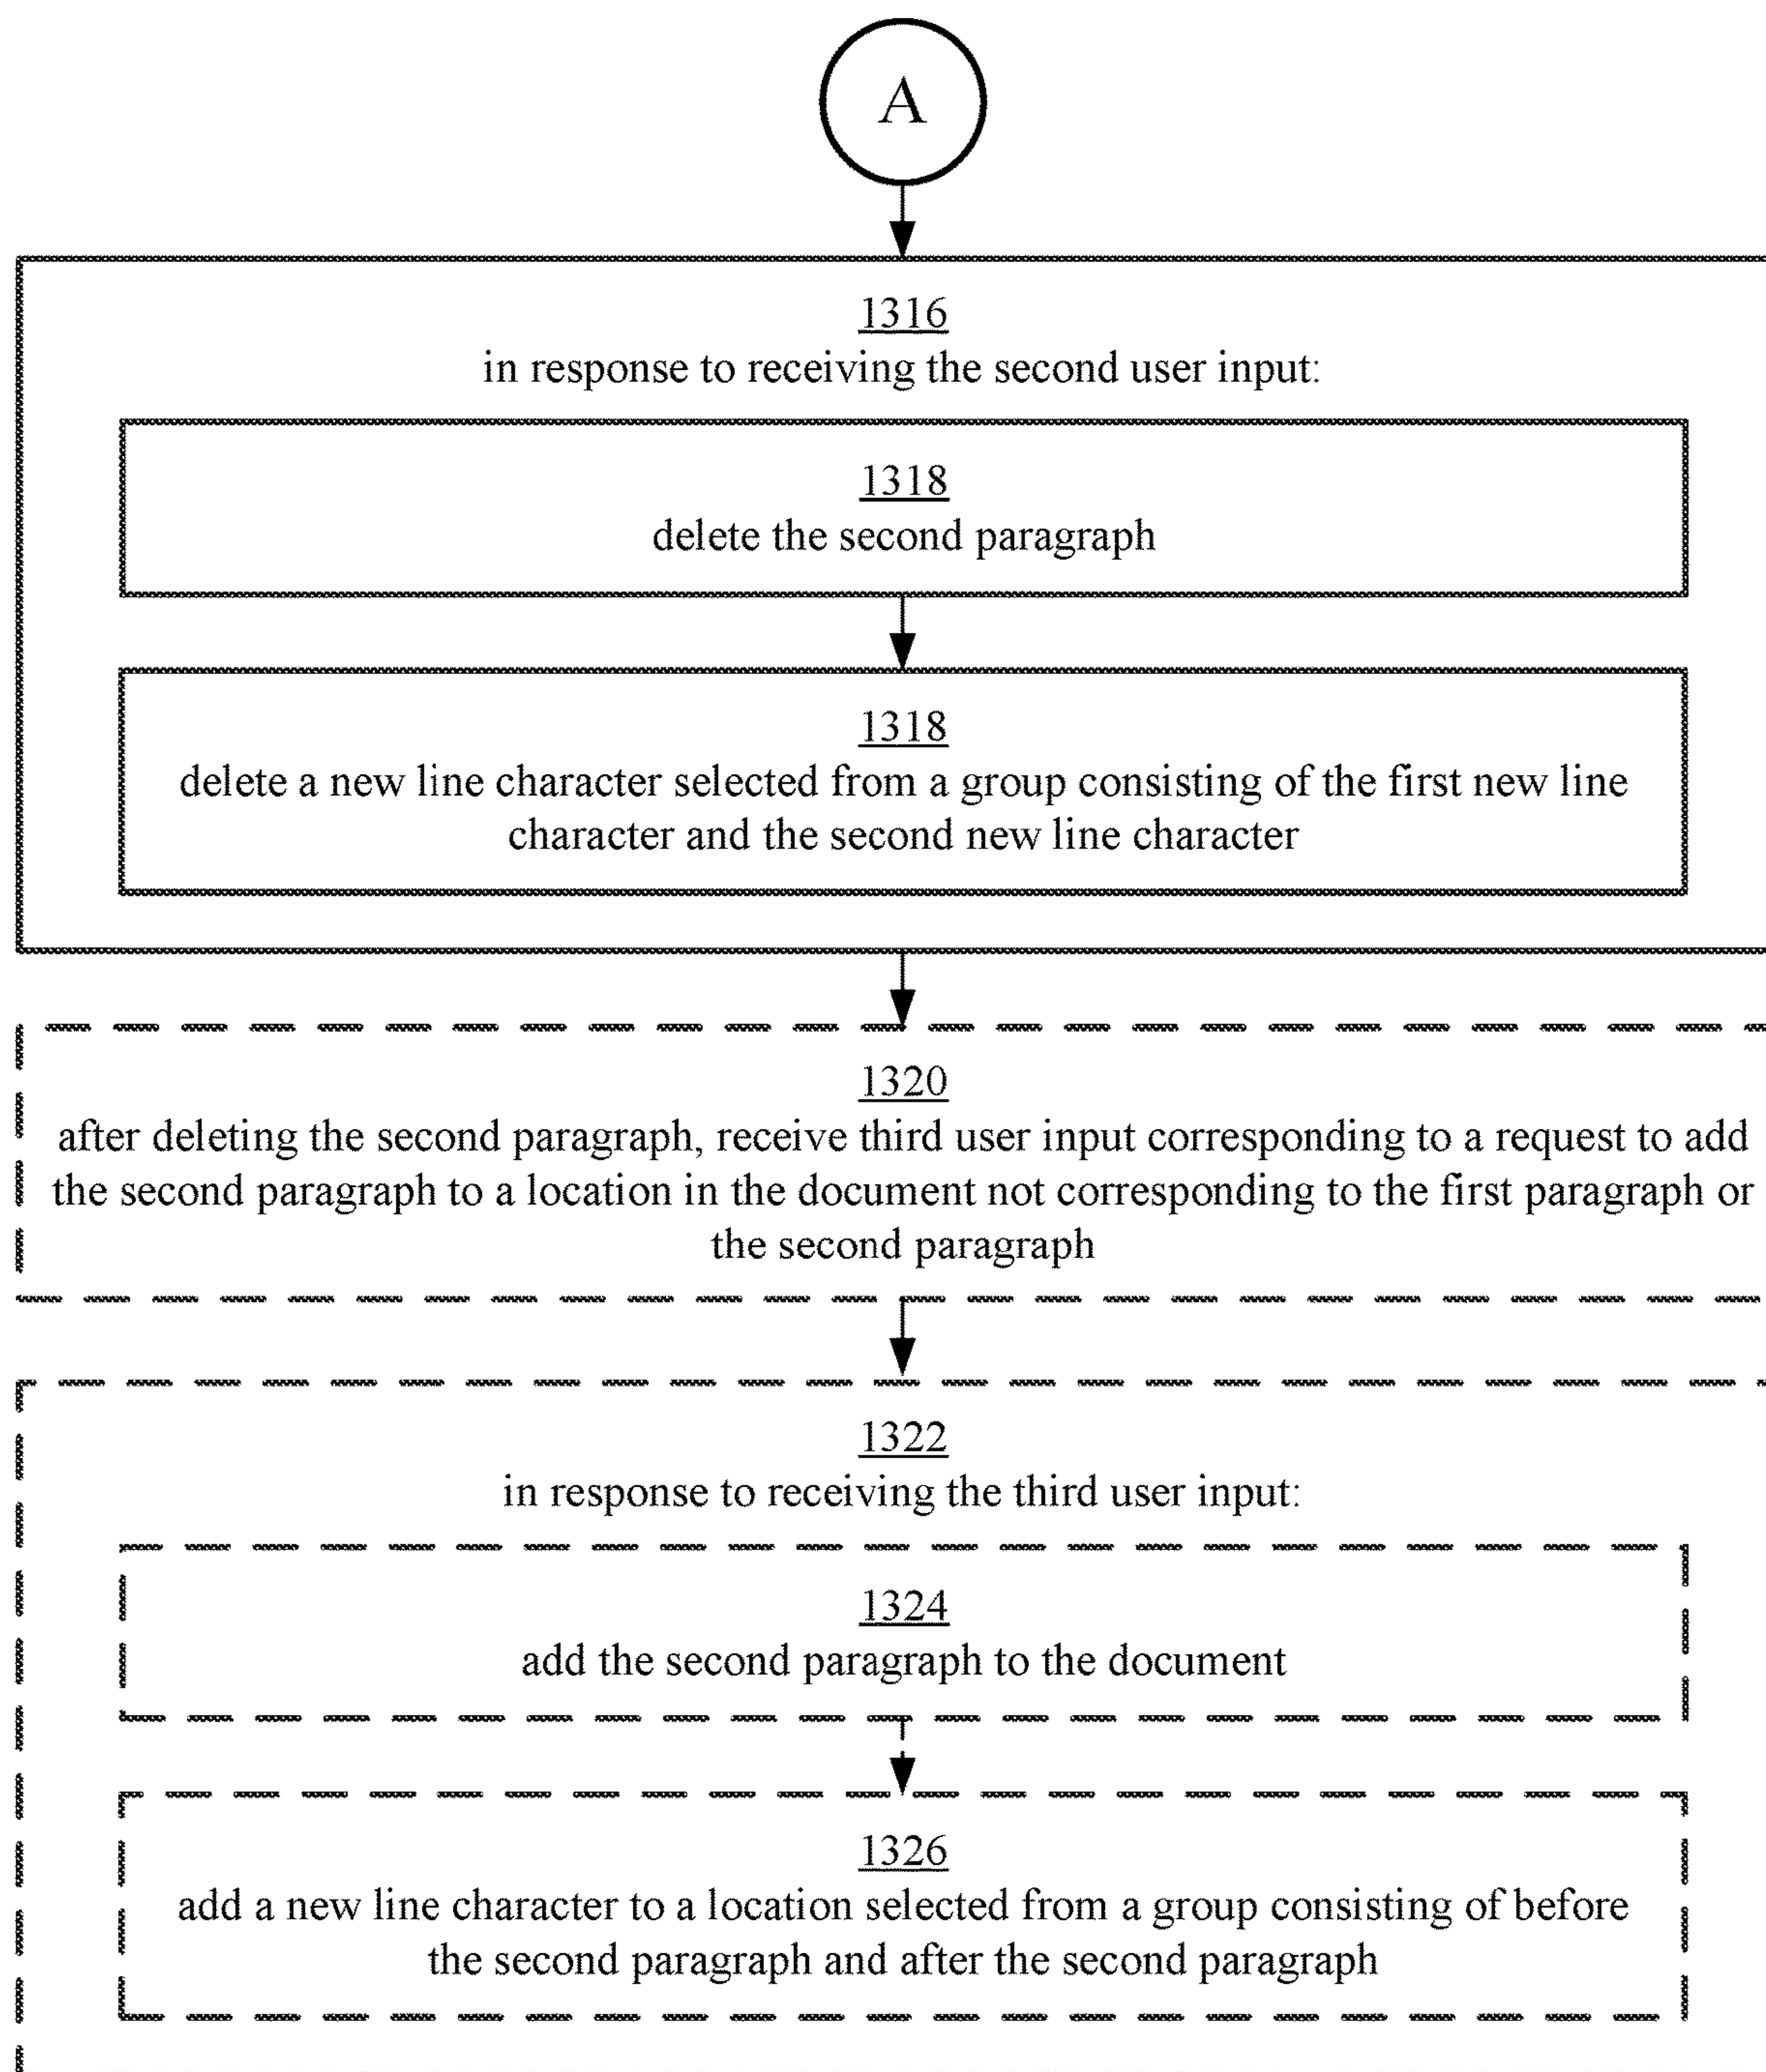 A
1316
in response to receiving the second user input:
1318
delete the second paragraph
1318
delete a new line character selected from a group consisting of the first new line
character and the second new line character
1320
after deleting the second paragraph, receive third user input corresponding to a request to add
the second paragraph to a location in the document not corresponding to the first paragraph or
the second paragraph
1322
in response to receiving the third user input:
1324
add the second paragraph to the document
1326
add a new line character to a location selected from a group consisting of before
the second paragraph and after the second paragraph